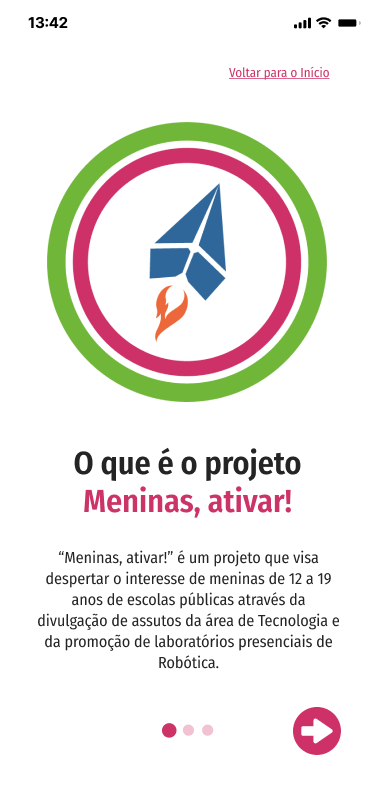 13:42
Voltar para o Início
O que é o projeto
Meninas, ativar!
“Meninas, ativar!” é um projeto que visa
despertar o interesse de meninas de 12 a 19
anos de escolas públicas através da
divulgação de assutos da área de Tecnologia e
da promoção de laboratórios presenciais de
Robótica.